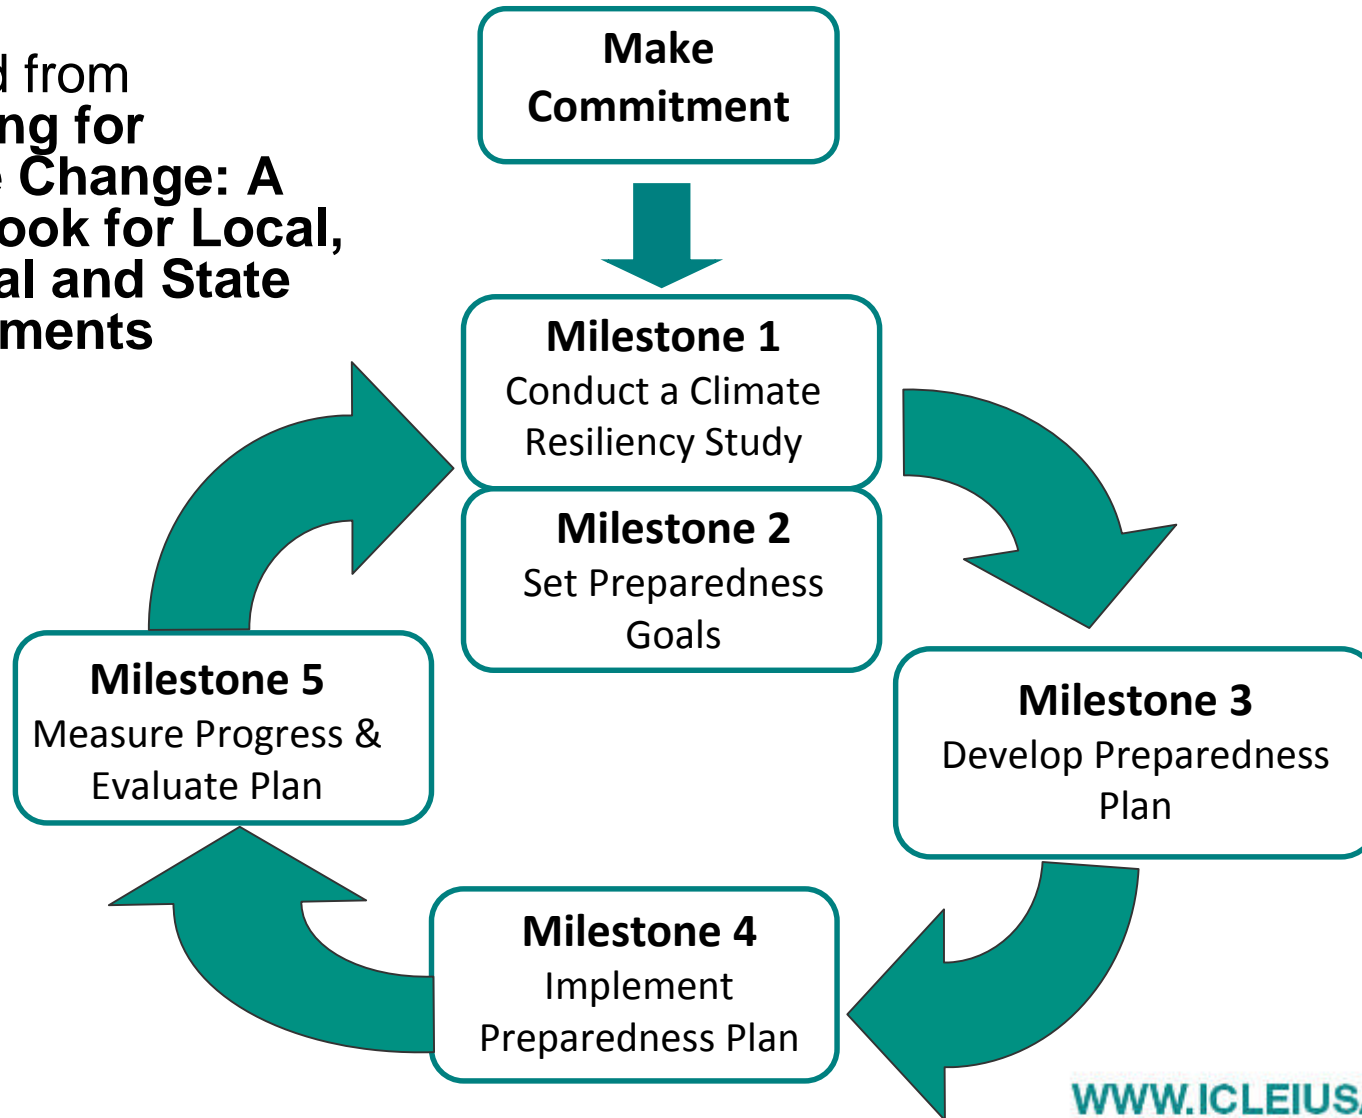 Make
Commitment
d from
ng for
e Change: A
ook for Local,
al and State
ments
Milestone 1
Conduct a Climate
Resiliency Study
Milestone 2
Set Preparedness
Goals
Milestone 3
Develop Preparedness
Plan
Milestone 4
Implement
Preparedness Plan
Milestone 5
Measure Progress &
Evaluate Plan
WWW.ICLEIUS